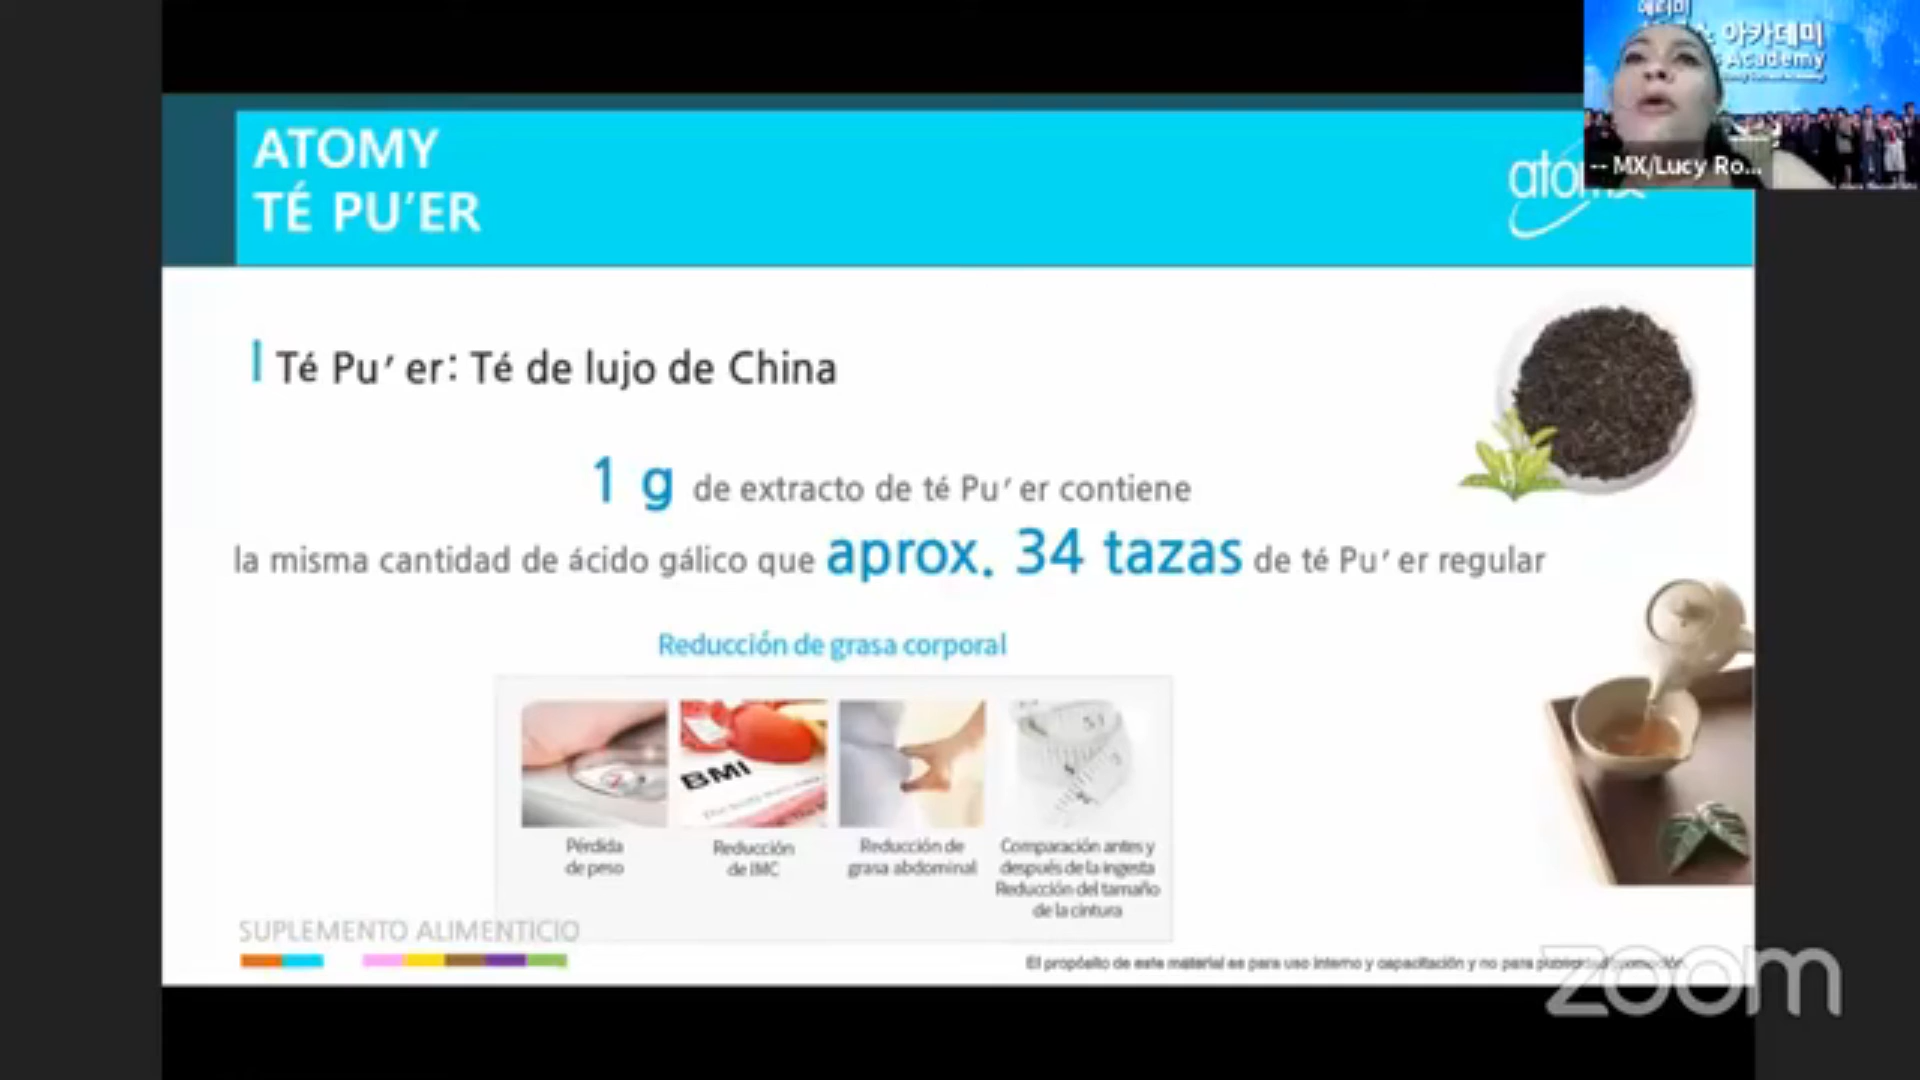 ATOMY
TÉ PU’ER
아카데미
Academy
MX/Lucy Ro...
Té Pu’er: Té de lujo de China
1 g de extracto de té Pu’er contiene
la misma cantidad de ácido gálico que aprox. 34 tazas de té Pu’er regular
Reducción de grasa corporal
BMI
Pérdida
de peso
Reducción
de IMC
Reducción de
grasa abdominal
Comparación antes y
después de la ingesta
Reducción del tamaño
de la cintura
SUPLEMENTO ALIMENTICIO
El propósito de este material es para uso interno y capacitación y no para
zoom